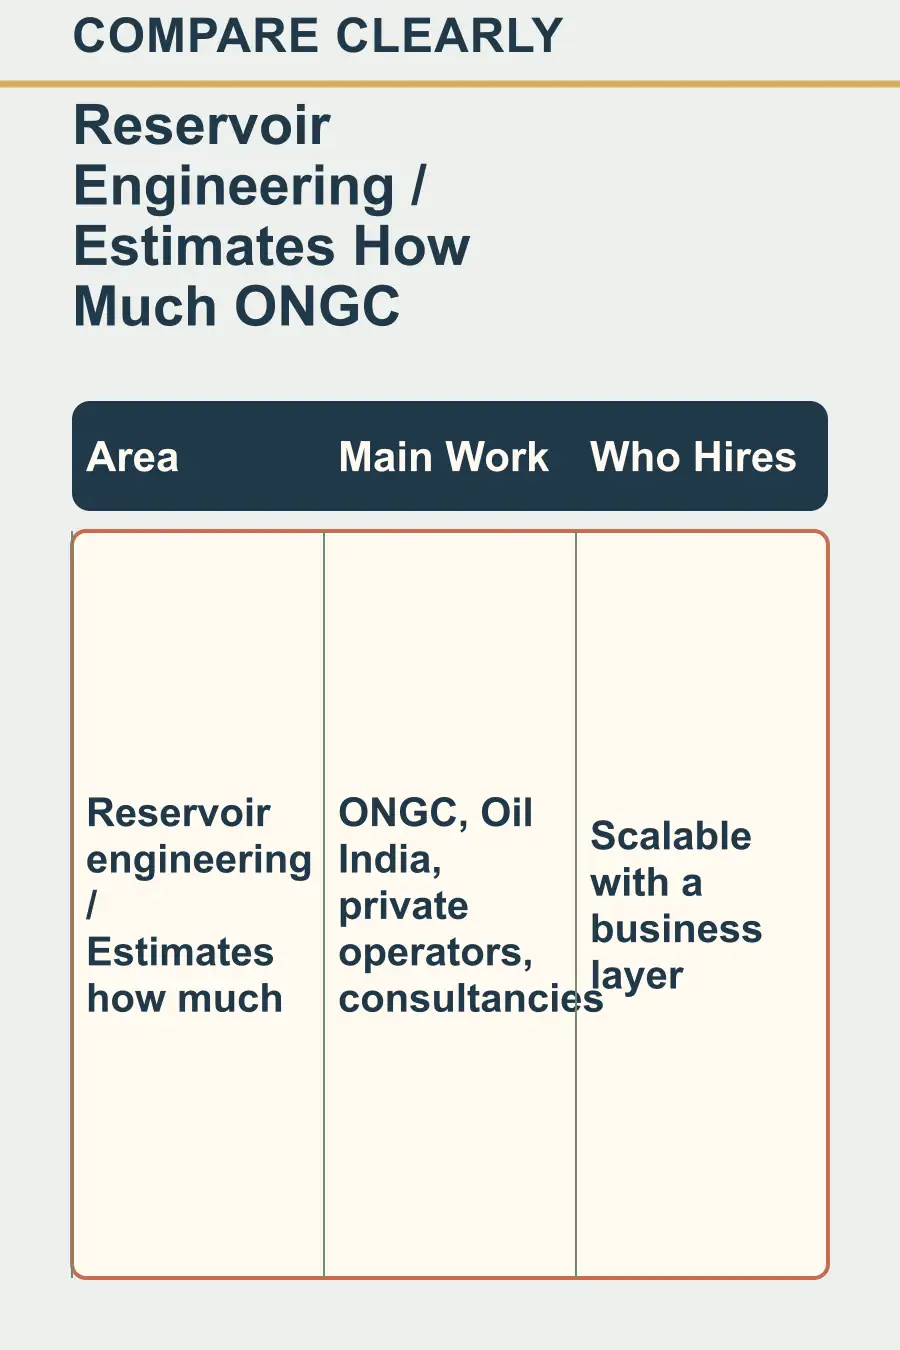 COMPARE CLEARLY
Reservoir
Engineering /
Estimates How
Much ONGC
Area
Main Work
Who Hires
Reservoir
engineering
/
Estimates
how much
ONGC, Oil
India,
private
operators,
consultancies
Scalable
with a
business
layer